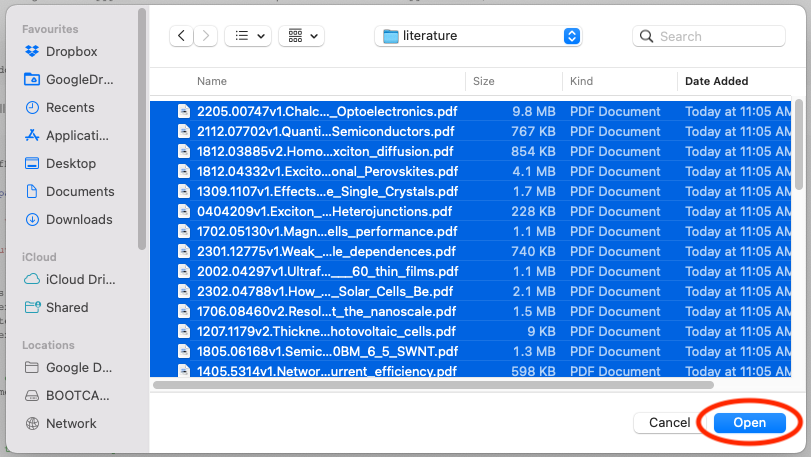 Favourites
Dropbox
GoogleDr...
Recents
Applicati...
Desktop
Documents
Downloads
iCloud
iCloud Dri...
Shared
Locations
Google D...
BOOTCA...
Network
literature
Search
Name Size Kind Date Added
2205.00747v1.Chalc..._Optoelectronics.pdf 9.8 MB PDF Document Today at 11:05 AM
2112.07702v1.Quanti...Semiconductors.pdf 767 KB PDF Document Today at 11:05 AM
1812.03885v2.Homo...xciton_diffusion.pdf 854 KB PDF Document Today at 11:05 AM
1812.04332v1.Excito...onal_Perovskites.pdf 4.1 MB PDF Document Today at 11:05 AM
1309.1107v1.Effects...e_Single_Crystals.pdf 1.7 MB PDF Document Today at 11:05 AM
0404209v1.Exciton_...Heterojunctions.pdf 228 KB PDF Document Today at 11:05 AM
1702.05130v1.Magn...ells_performance.pdf 1.1 MB PDF Document Today at 11:05 AM
2301.12775v1.Weak_...le_dependences.pdf 740 KB PDF Document Today at 11:05 AM
2002.04297v1.Ultraf...____60_thin_films.pdf 1.1 MB PDF Document Today at 11:05 AM
2302.04788v1.How_..._Solar_Cells_Be.pdf 2.1 MB PDF Document Today at 11:05 AM
1706.08460v2.Resol...t_the_nanoscale.pdf 1.5 MB PDF Document Today at 11:05 AM
1207.1179v2.Thickne...hotovoltaic_cells.pdf 9 KB PDF Document Today at 11:05 AM
1805.06168v1.Semic...0BM_6_5_SWNT.pdf 1.3 MB PDF Document Today at 11:05 AM
1405.5314v1.Networ...urrent_efficiency.pdf 598 KB PDF Document Today at 11:05 AM
Cancel Open